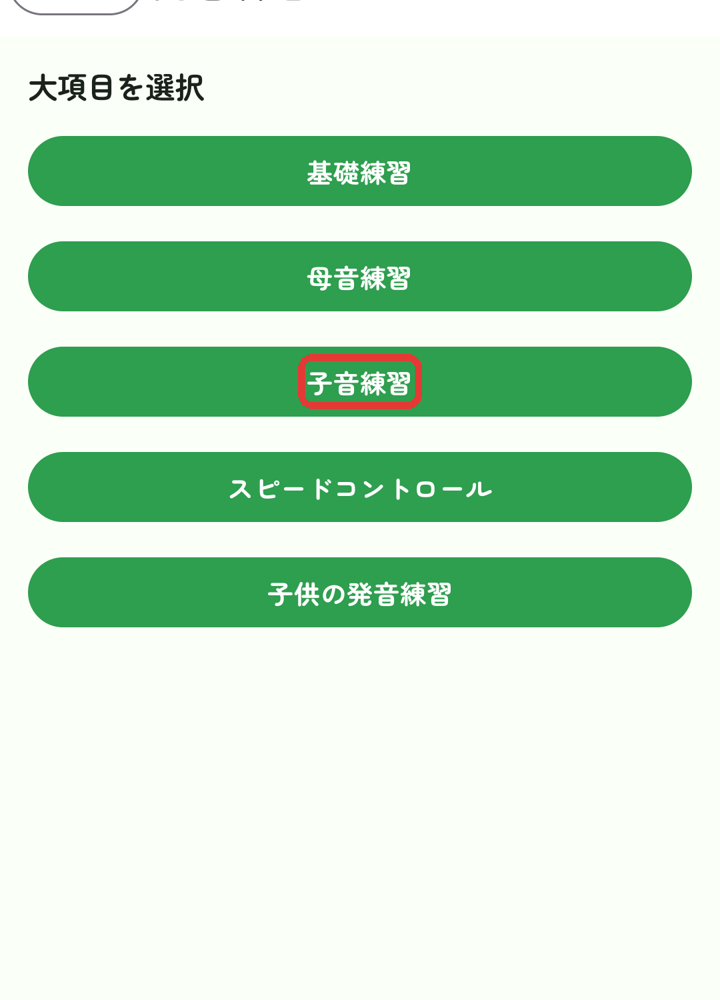 大項目を選択
基礎練習
母音練習
子音練習
スピードコントロール
子供の発音練習